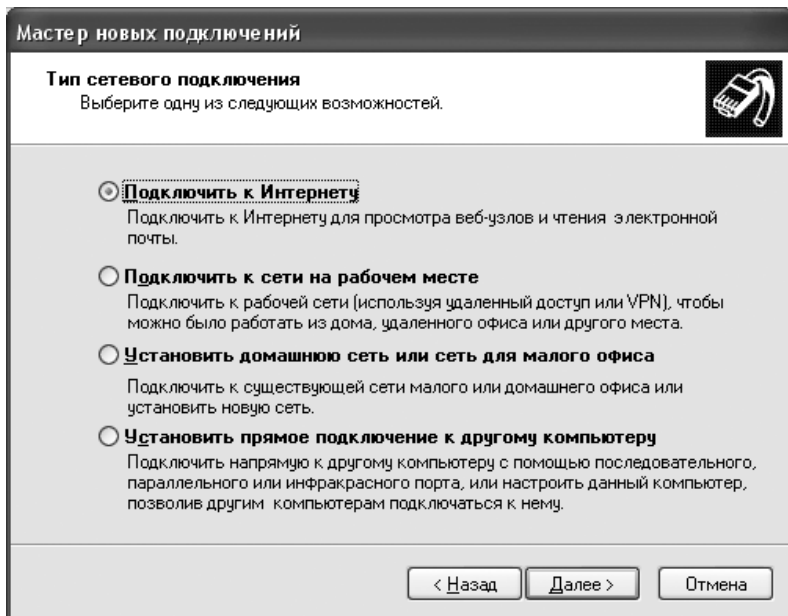 Мастер новых подключений
Тип сетевого подключения
Выберите одну из следующих возможностей.
Подключить к Интернету
Подключить к Интернету для просмотра веб-узлов и чтения электронной
почты.
Подключить к сети на рабочем месте
Подключить к рабочей сети (используя удаленный доступ или VPN), чтобы
можно было работать из дома, удаленного офиса или другого места.
Установить домашнюю сеть или сеть для малого офиса
Подключить к существующей сети малого или домашнего офиса или
установить новую сеть.
Установить прямое подключение к другому компьютеру
Подключить напрямую к другому компьютеру с помощью последовательного,
параллельного или инфракрасного порта, или настроить данный компьютер,
позволив другим компьютерам подключаться к нему.
< Назад Далее > Отмена